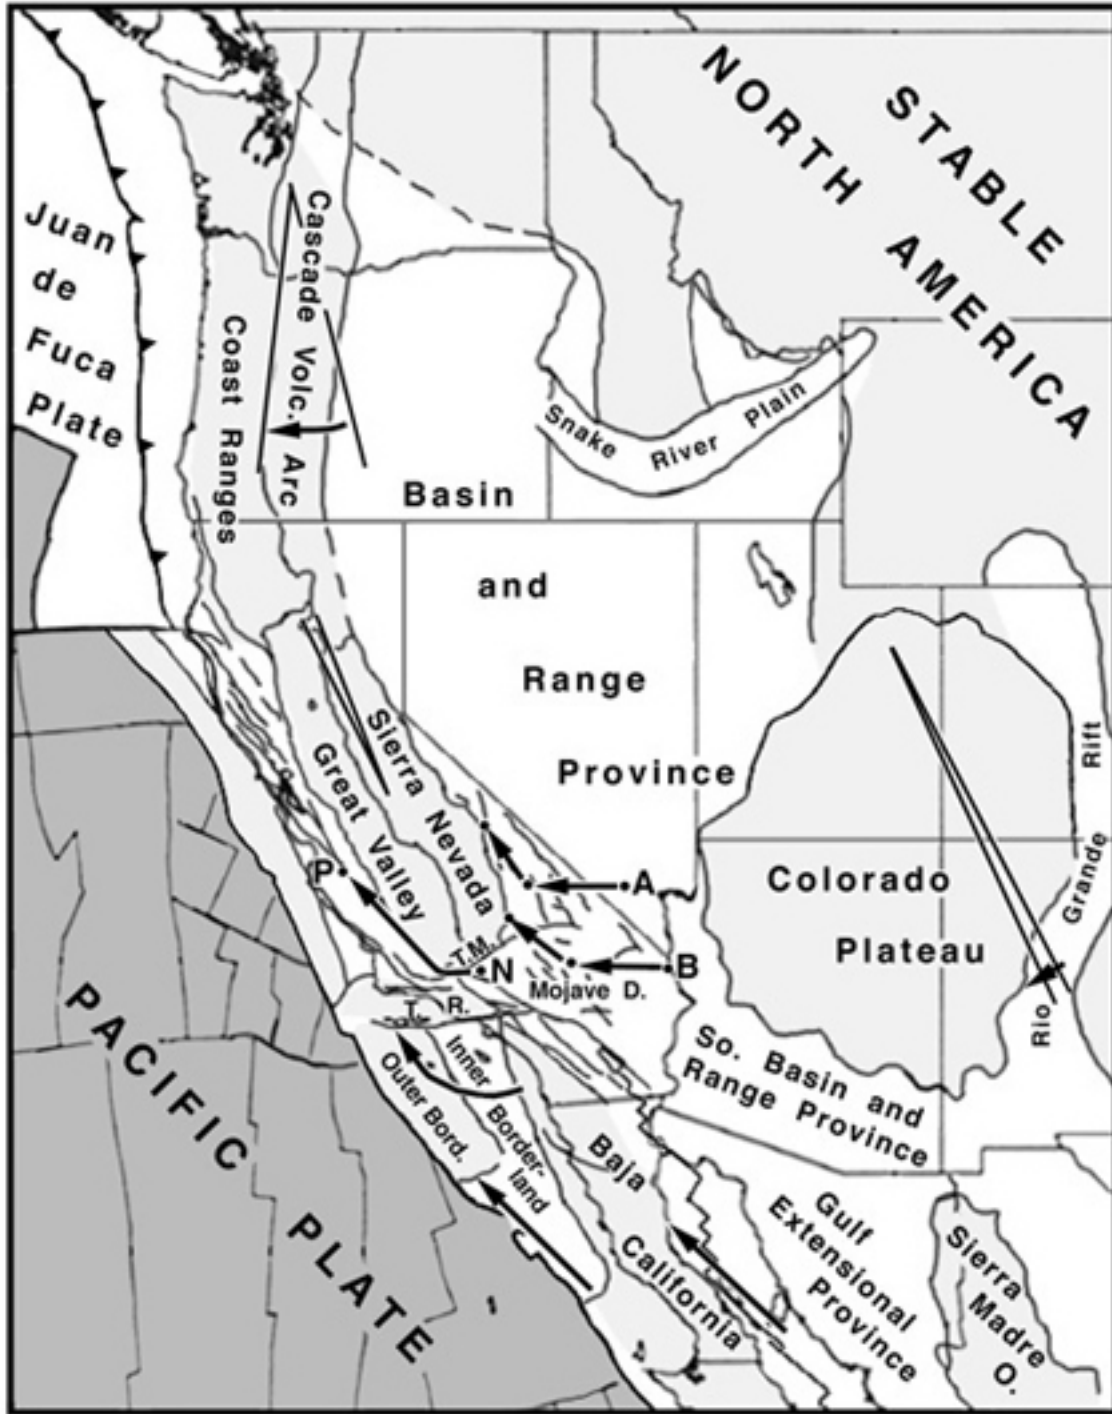 STABLE
NORTH AMERICA
Juan
de
Fuca
Plate
Cascade Volc. Arc
Coast Ranges
Snake River Plain
Basin
and
Range
Province
Sierra Nevada
Great Valley
Rio Grande Rift
Colorado
Plateau
P
A
B
T.M.
N
Mojave D.
T. R.
Inner Border-
land
Outer Bord.
So. Basin and
Range Province
PACIFIC PLATE
Baja
California
Gulf
Extensional
Province
Sierra
Madre
O.